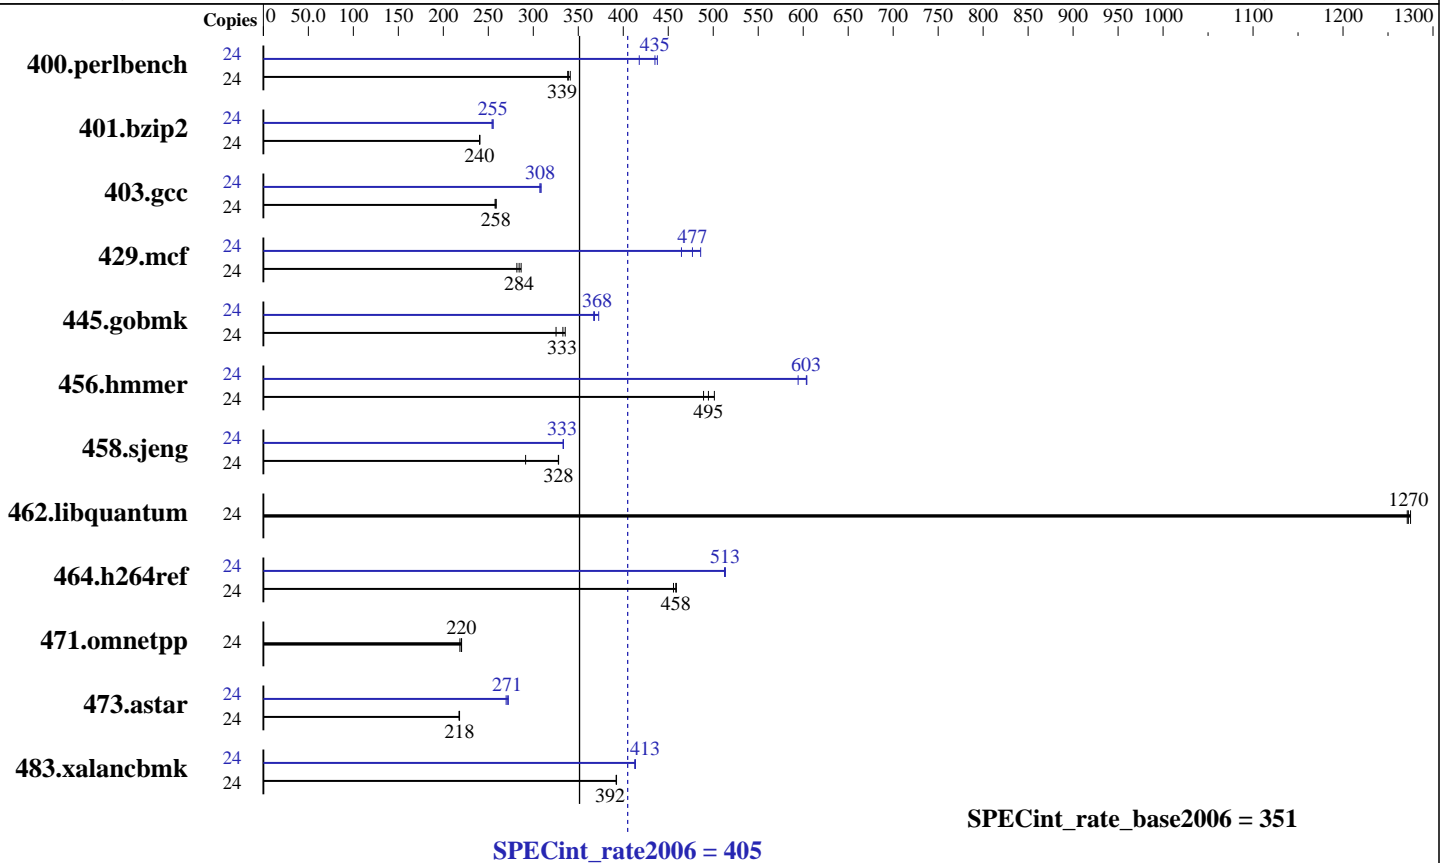 Copies 0 50.0 100 150 200 250 300 350 400 450 500 550 600 650 700 750 800 850 900 950 1000 1100 1200 1300
400.perlbench 24 435
24 339
401.bzip2 24 255
24 240
403.gcc 24 308
24 258
429.mcf 24 477
24 284
445.gobmk 24 368
24 333
456.hmmer 24 603
24 495
458.sjeng 24 333
24 328
462.libquantum 24 1270
464.h264ref 24 513
24 458
471.omnetpp 24 220
473.astar 24 271
24 218
483.xalancbmk 24 413
24 392
SPECint_rate_base2006 = 351
SPECint_rate2006 = 405